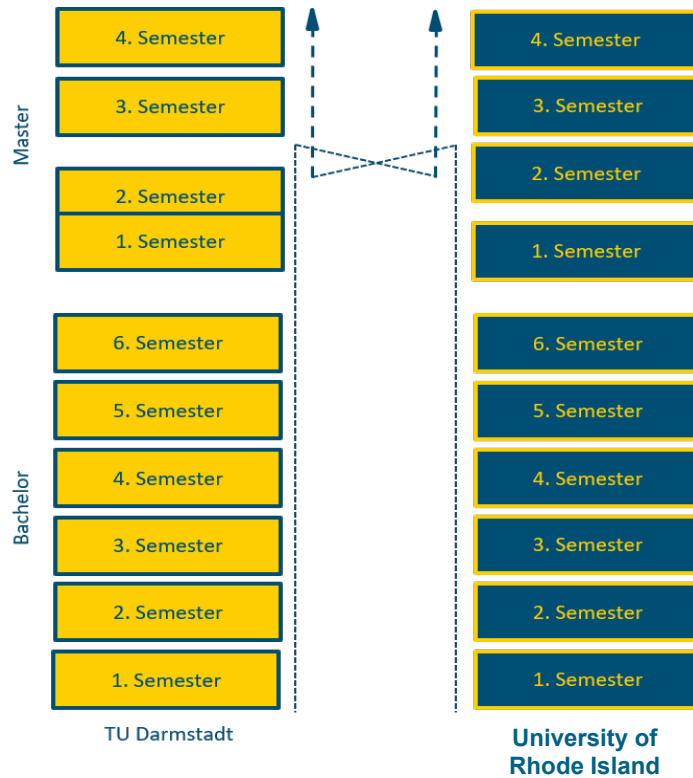 Master
4. Semester
3. Semester
2. Semester
1. Semester
Bachelor
6. Semester
5. Semester
4. Semester
3. Semester
2. Semester
1. Semester
TU Darmstadt
4. Semester
3. Semester
2. Semester
1. Semester
6. Semester
5. Semester
4. Semester
3. Semester
2. Semester
1. Semester
University of
Rhode Island